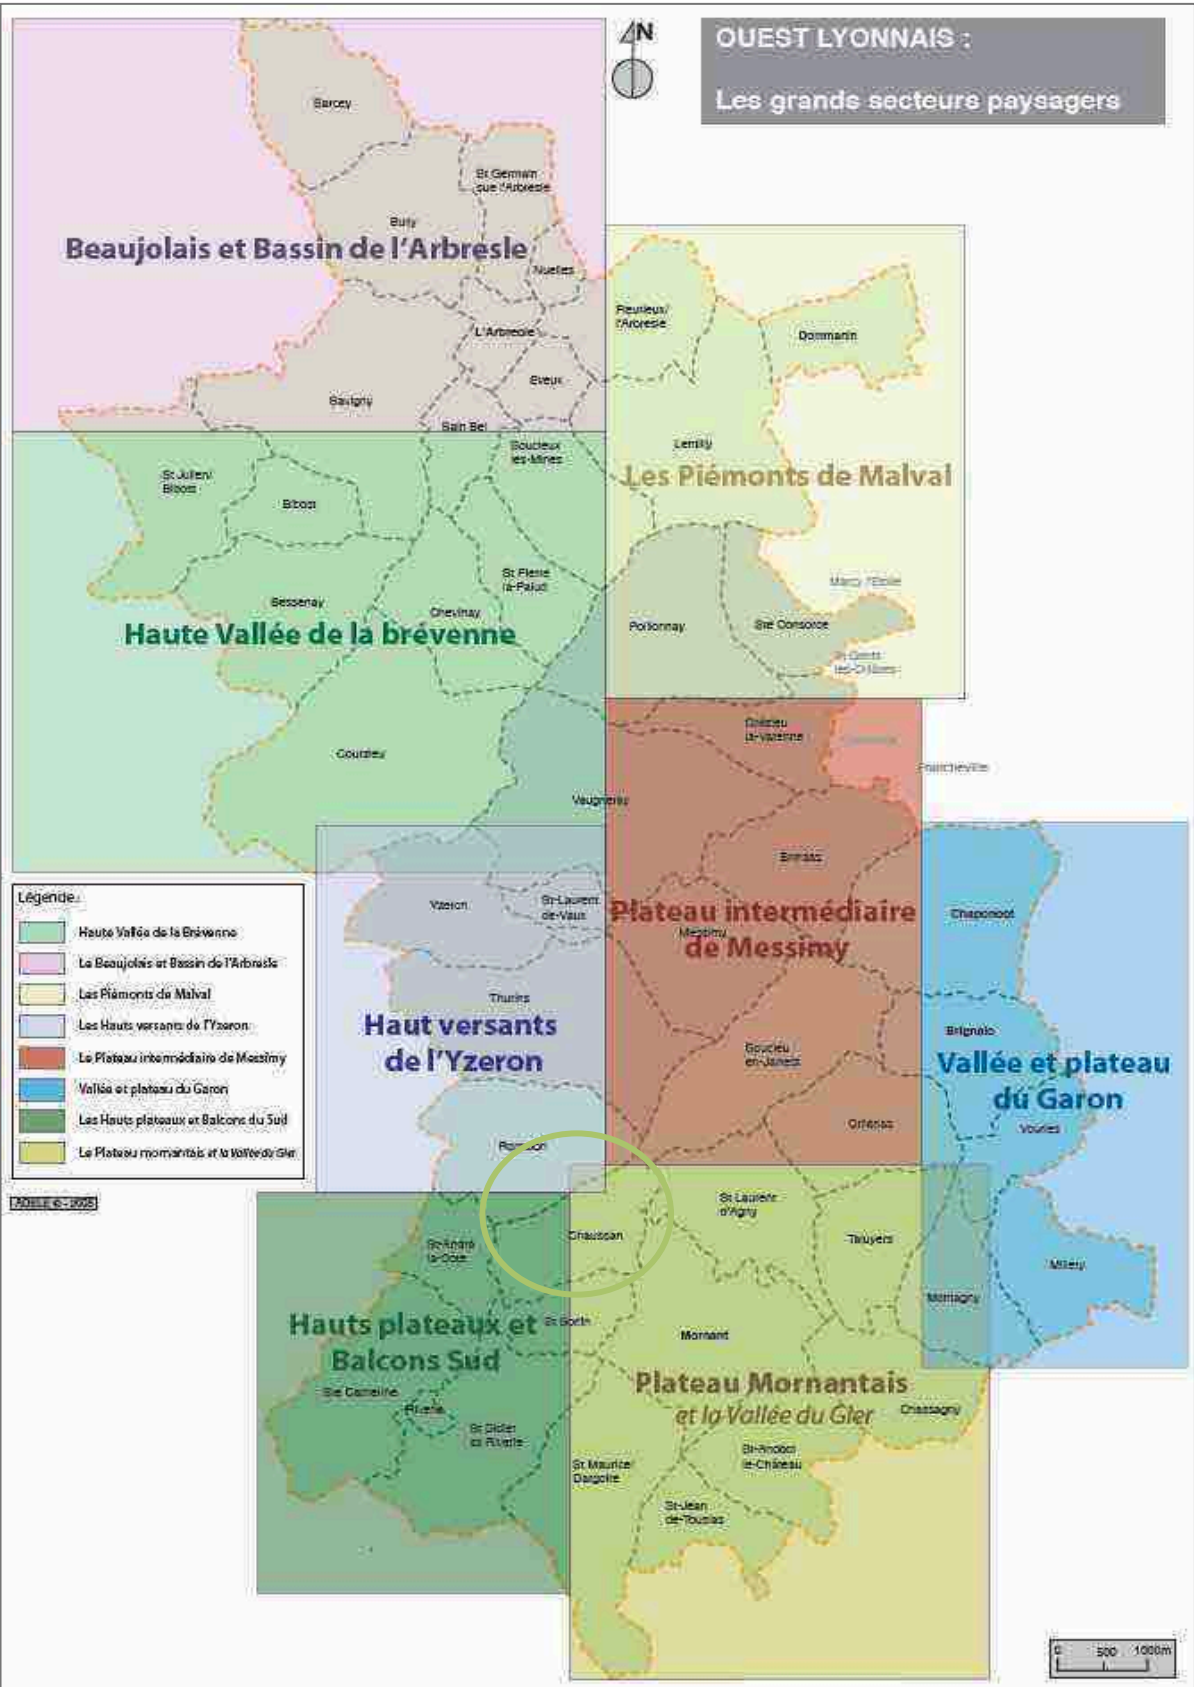 N
OUEST LYONNAIS :
Les grands secteurs paysagers
Sarcey
St Germain
sue l'Arbresle
Bully
Beaujolais et Bassin de l'Arbresle
Nuelles
Fleurieux/
l'Arbresle
Dommartin
L'Arbresle
Eveux
Savigny
Sain Bel
Lentilly
Sourcieux
les-Mines
Les Piémonts de Malval
St Julien/
Bibost
Bibost
St Pierre
la-Palud
Marcy l'Etoile
Bessenay
Chevinay
Pollionnay
Ste Consorce
Haute Vallée de la brévenne
St Genis
les-Ollières
Grézieu
la-Varenne
Courzieu
Francheville
Vaugneray
Brindas
Yzeron
St-Laurent
de-Vaux
Plateau intermédiaire
de Messimy
Messimy
Chaponost
Thurins
Haut versants
de l'Yzeron
Soucieu
en-Jarrest
Brignais
Vallée et plateau
du Garon
Orliénas
Vourles
Rontalon
Légende :
Haute Vallée de la Brévenne
Le Beaujolais et Bassin de l'Arbresle
Les Piémonts de Malval
Les Hauts versants de l'Yzeron
Le Plateau intermédiaire de Messimy
Vallée et plateau du Garon
Les Hauts plateaux et Balcons du Sud
Le Plateau mornantais et la Vallée du Gier
St Laurent
d'Agny
Chaussan
Taluyers
St-André
la-Côte
Millery
Montagny
Hauts plateaux et
Balcons Sud
St Sorlin
Mornant
Plateau Mornantais
et la Vallée du Gier
Ste Catherine
Riverie
St Didier
ss Riverie
Chassagny
St Maurice/
Dargoire
St-Andéol
le-Château
St-Jean
de-Touslas
0 500 1000m